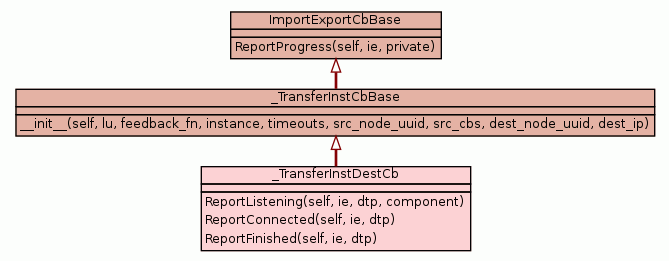 ImportExportCbBase
ReportProgress(self, ie, private)
_TransferInstCbBase
__init__(self, lu, feedback_fn, instance, timeouts, src_node_uuid, src_cbs, dest_node_uuid, dest_ip)
_TransferInstDestCb
ReportListening(self, ie, dtp, component)
ReportConnected(self, ie, dtp)
ReportFinished(self, ie, dtp)